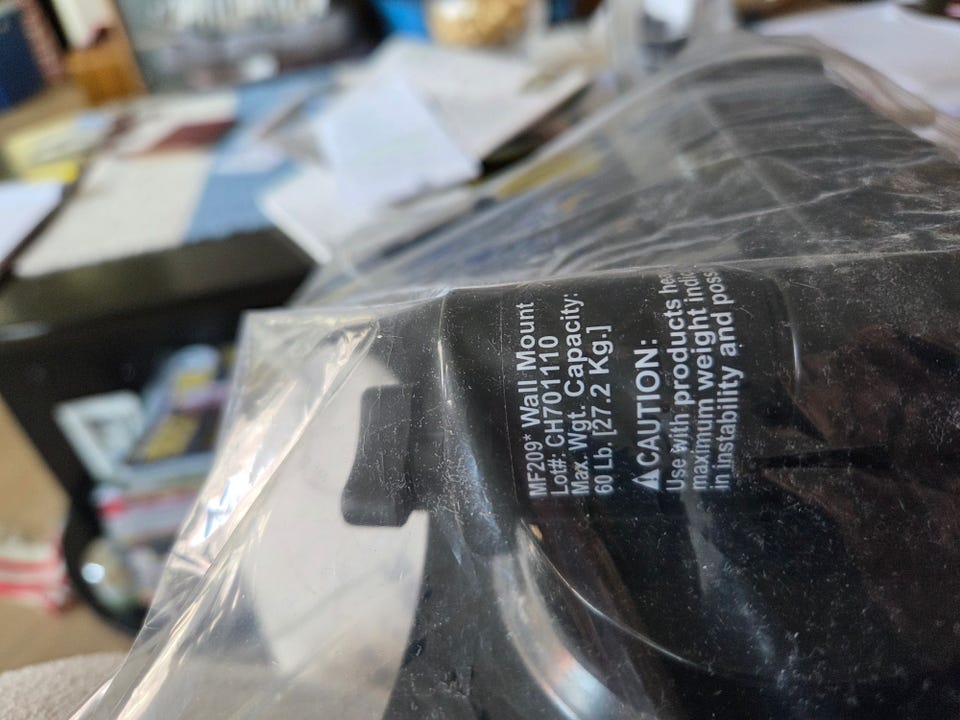 MF209* Wall Mount
Lot#: CH701110
Max. Wgt. Capacity:
60 Lb. [27.2 Kg.]
⚠CAUTION:
Use with products
maximum weight
in instability and